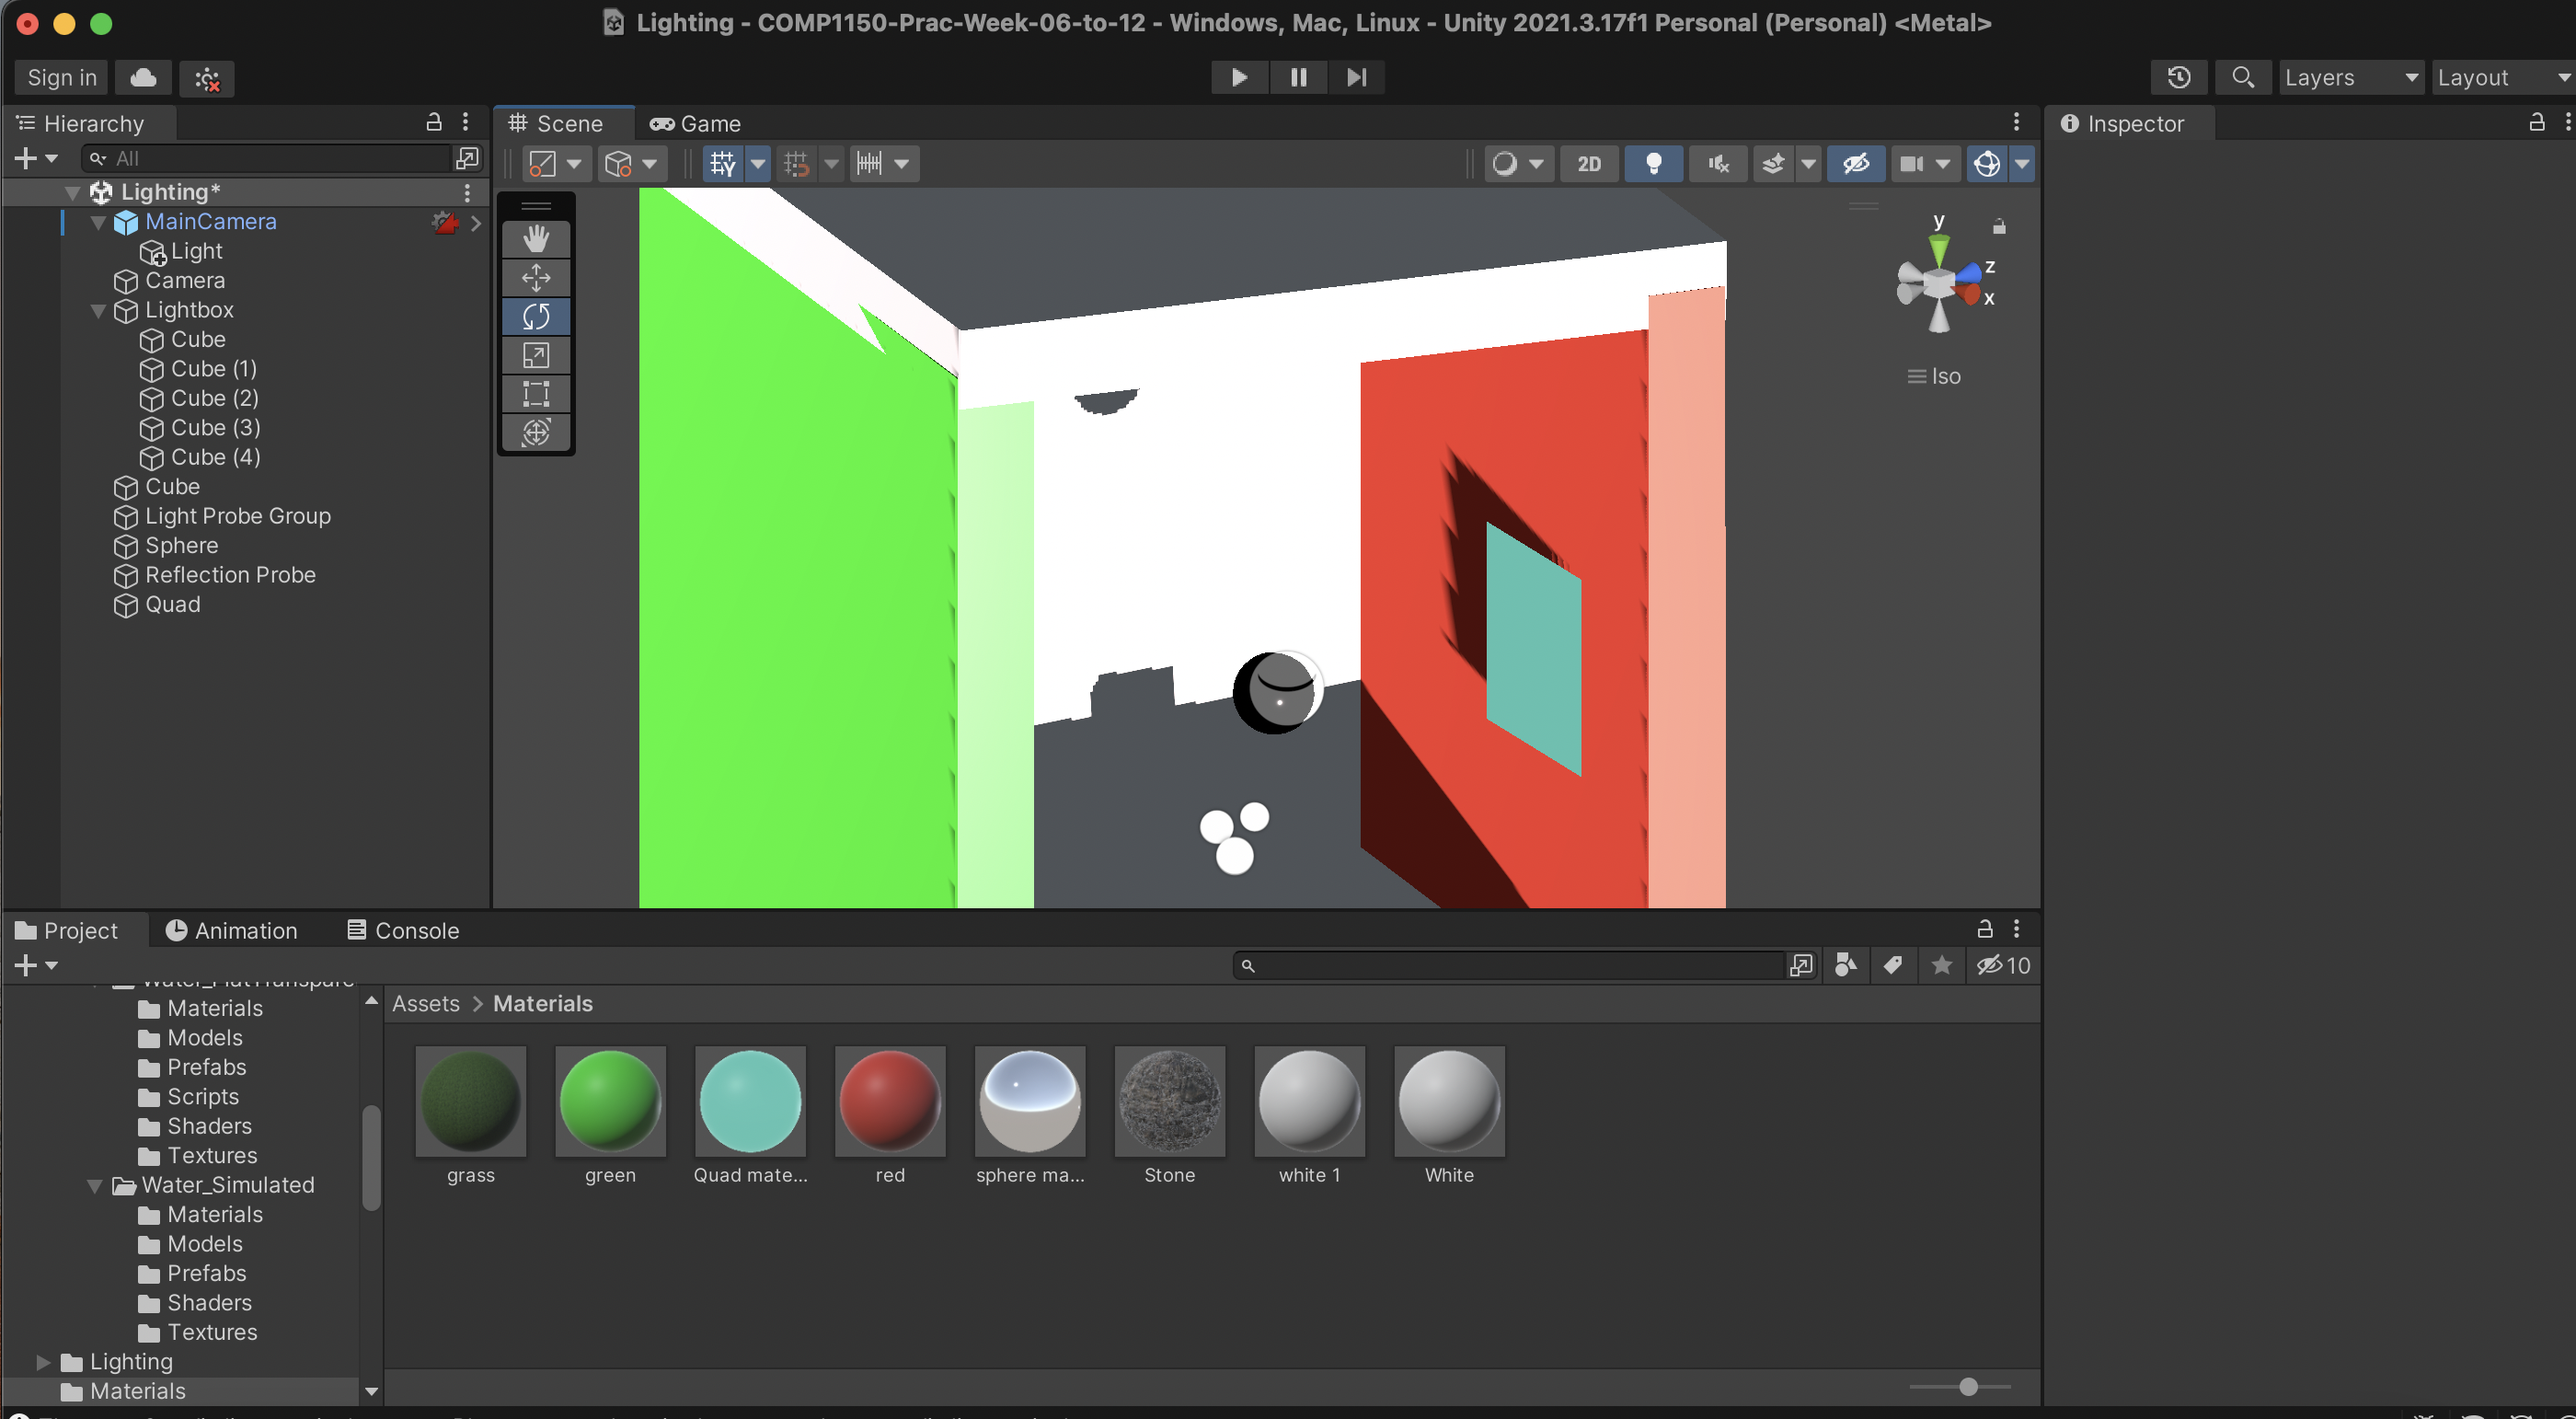 Lighting - COMP1150-Prac-Week-06-to-12 - Windows, Mac, Linux - Unity 2021.3.17f1 Personal (Personal) <Metal>
Sign in
Layers
Layout
Hierarchy
Scene
Game
Inspector
All
2D
Lighting*
MainCamera
Light
Camera
Lightbox
Cube
Cube (1)
Cube (2)
Cube (3)
Cube (4)
Cube
Light Probe Group
Sphere
Reflection Probe
Quad
y
z
x
Iso
Project
Animation
Console
10
Assets > Materials
Materials
Models
Prefabs
Scripts
Shaders
Textures
Water_Simulated
Materials
Models
Prefabs
Shaders
Textures
Lighting
Materials
grass
green
Quad mate...
red
sphere ma...
Stone
white 1
White